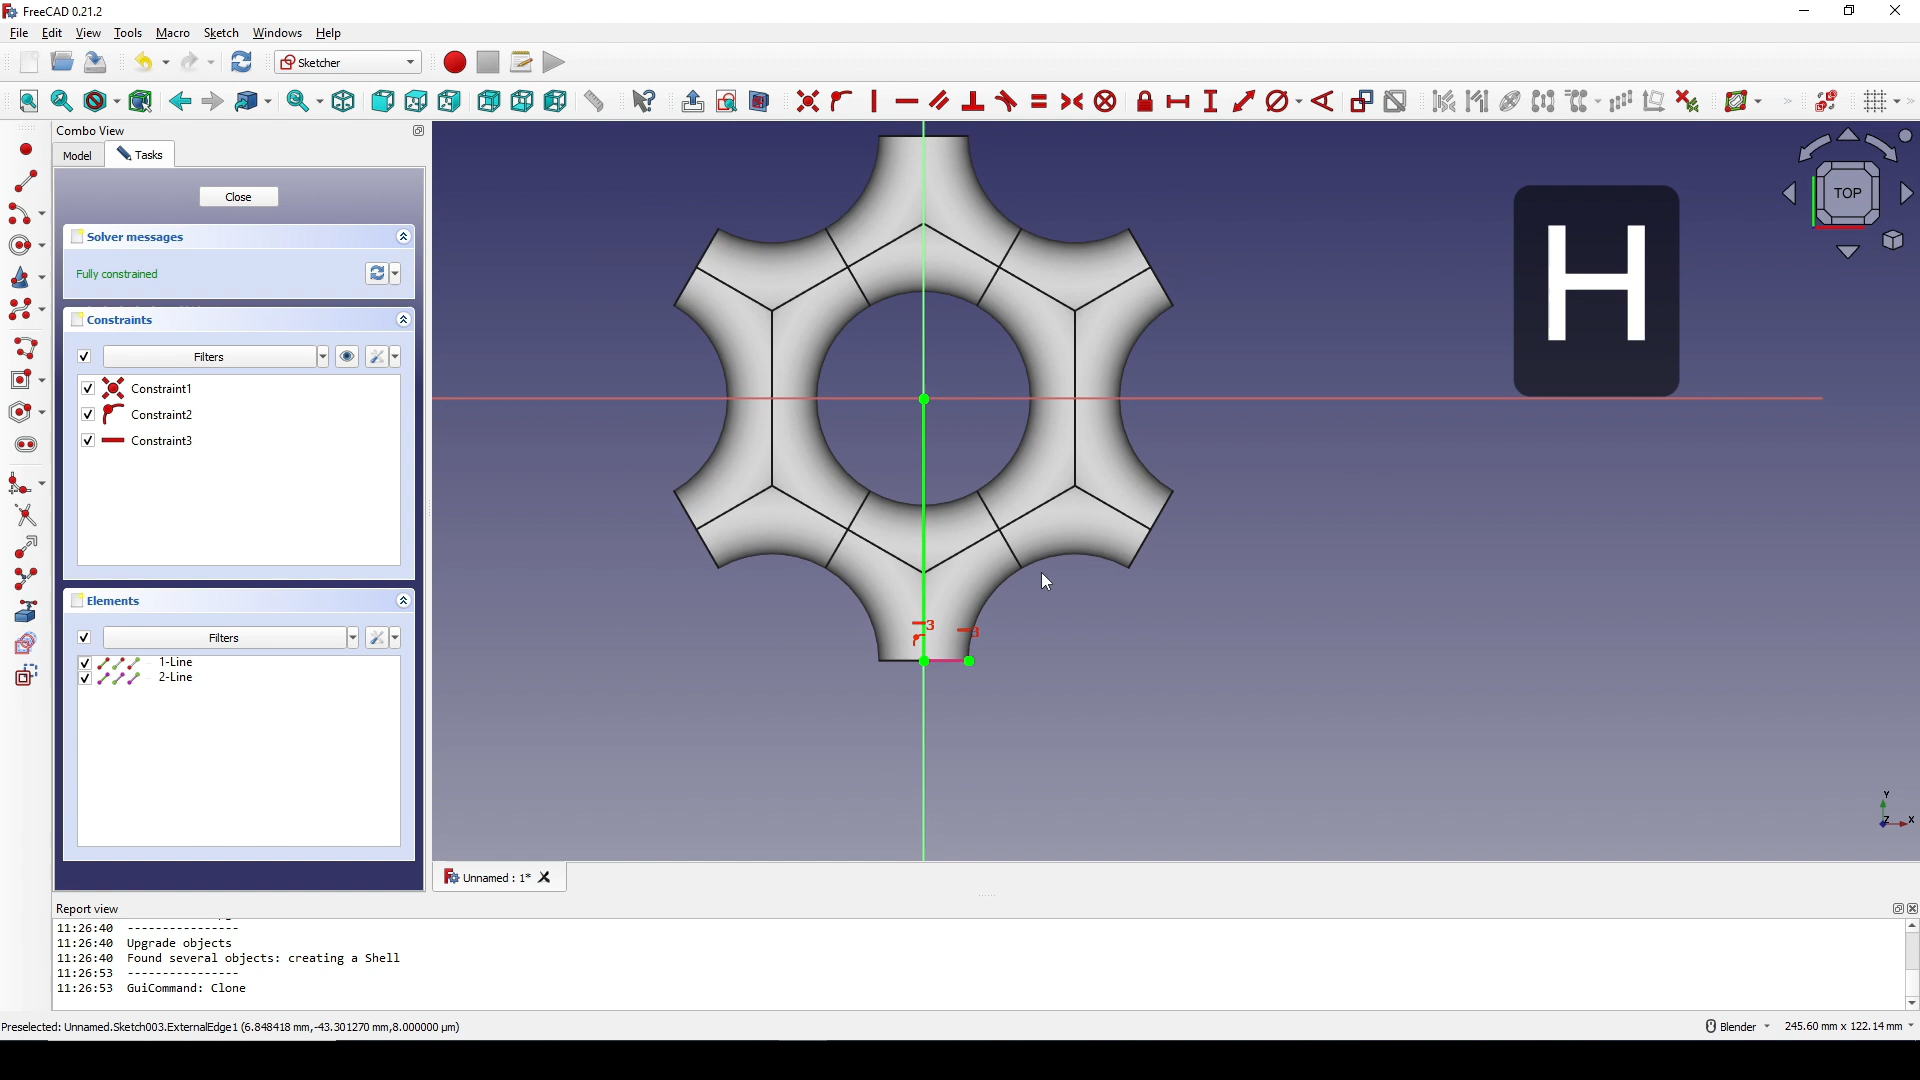 FreeCAD 0.21.2
File Edit View Tools Macro Sketch Windows Help
Sketcher
Combo View
Model Tasks
Close
Solver messages
Fully constrained
Constraints
Filters
Constraint1
Constraint2
Constraint3
Elements
Filters
1-Line
2-Line
H
TOP
3
3
Y
Z X
Unnamed : 1*
Report view
11:26:40 ----------------
11:26:40 Upgrade objects
11:26:40 Found several objects: creating a Shell
11:26:53 ----------------
11:26:53 GuiCommand: Clone
Preselected: Unnamed.Sketch003.ExternalEdge1 (6.848418 mm,-43.301270 mm,8.000000 µm)
Blender 245.60 mm x 122.14 mm